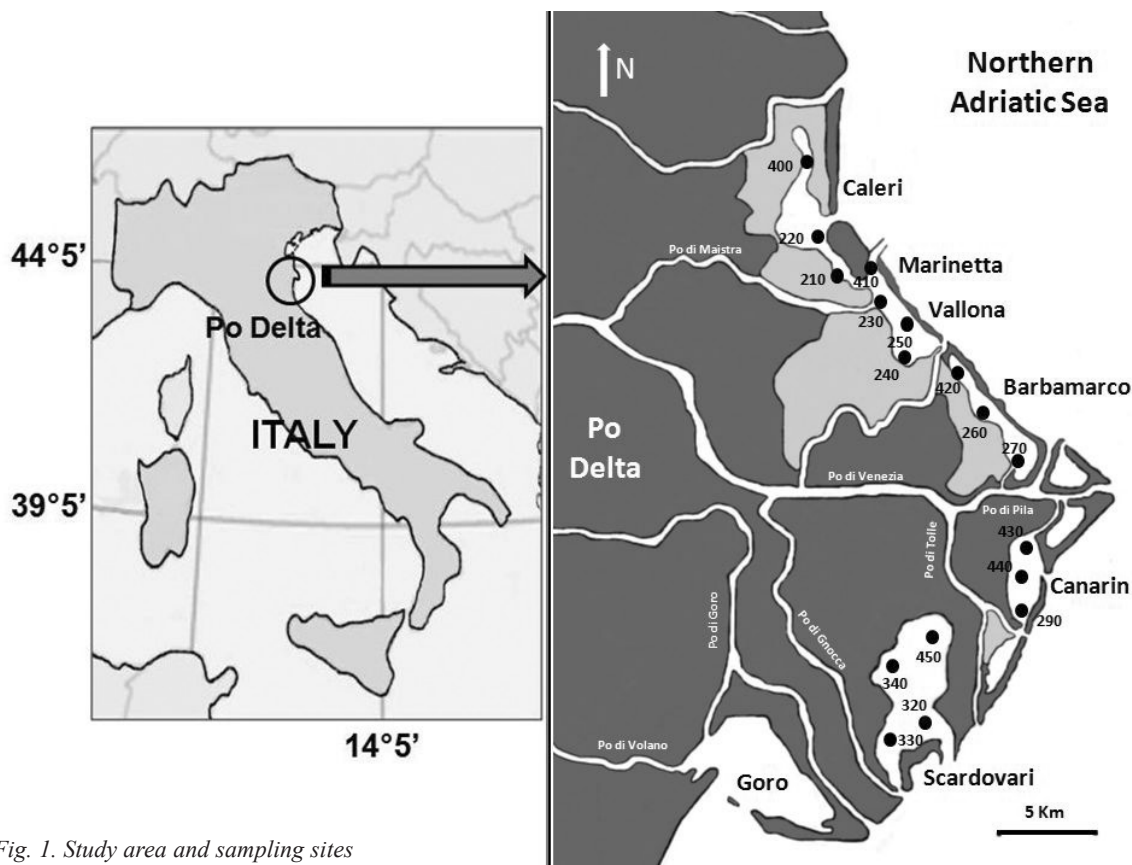 44°5'
39°5'
14°5'
Po Delta
ITALY
N
Northern
Adriatic Sea
400
Caleri
220
Po di Maistra
210
410
Marinetta
230
Vallona
250
240
420
Barbamarco
260
270
Po
Delta
Po di Venezia
Po di Pila
430
Po di Tolle
440
Canarin
290
Po di Goro
Po di Gnocca
450
340
320
330
Po di Volano
Goro
Scardovari
5 Km
Fig. 1. Study area and sampling sites